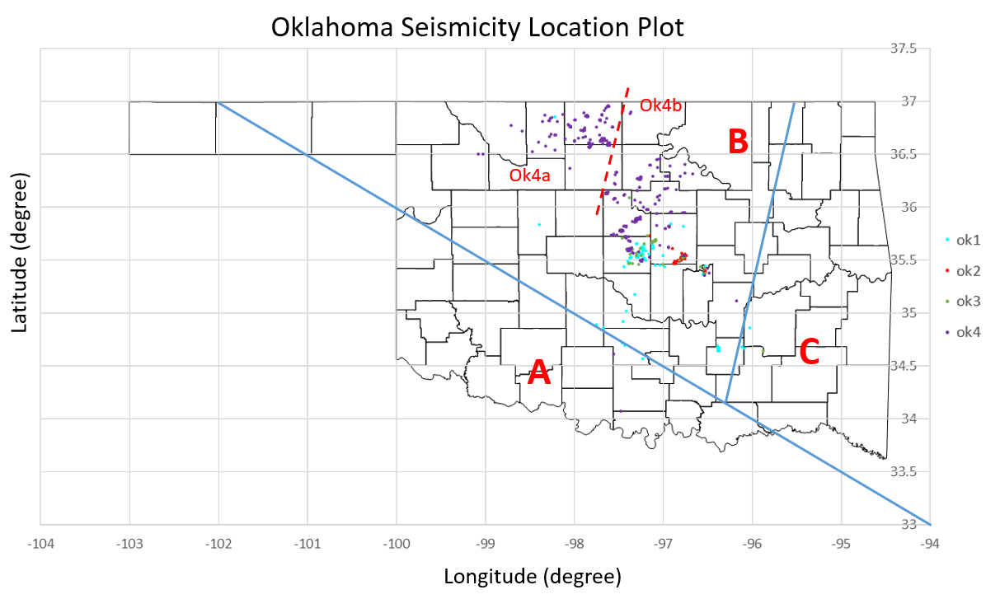 Oklahoma Seismicity Location Plot
37.5
37
Ok4b
B
36.5
Ok4a
36
35.5
35
C
A
34.5
34
33.5
33
-104 -103 -102 -101 -100 -99 -98 -97 -96 -95 -94
Longitude (degree)
Latitude (degree)
ok1
ok2
ok3
ok4